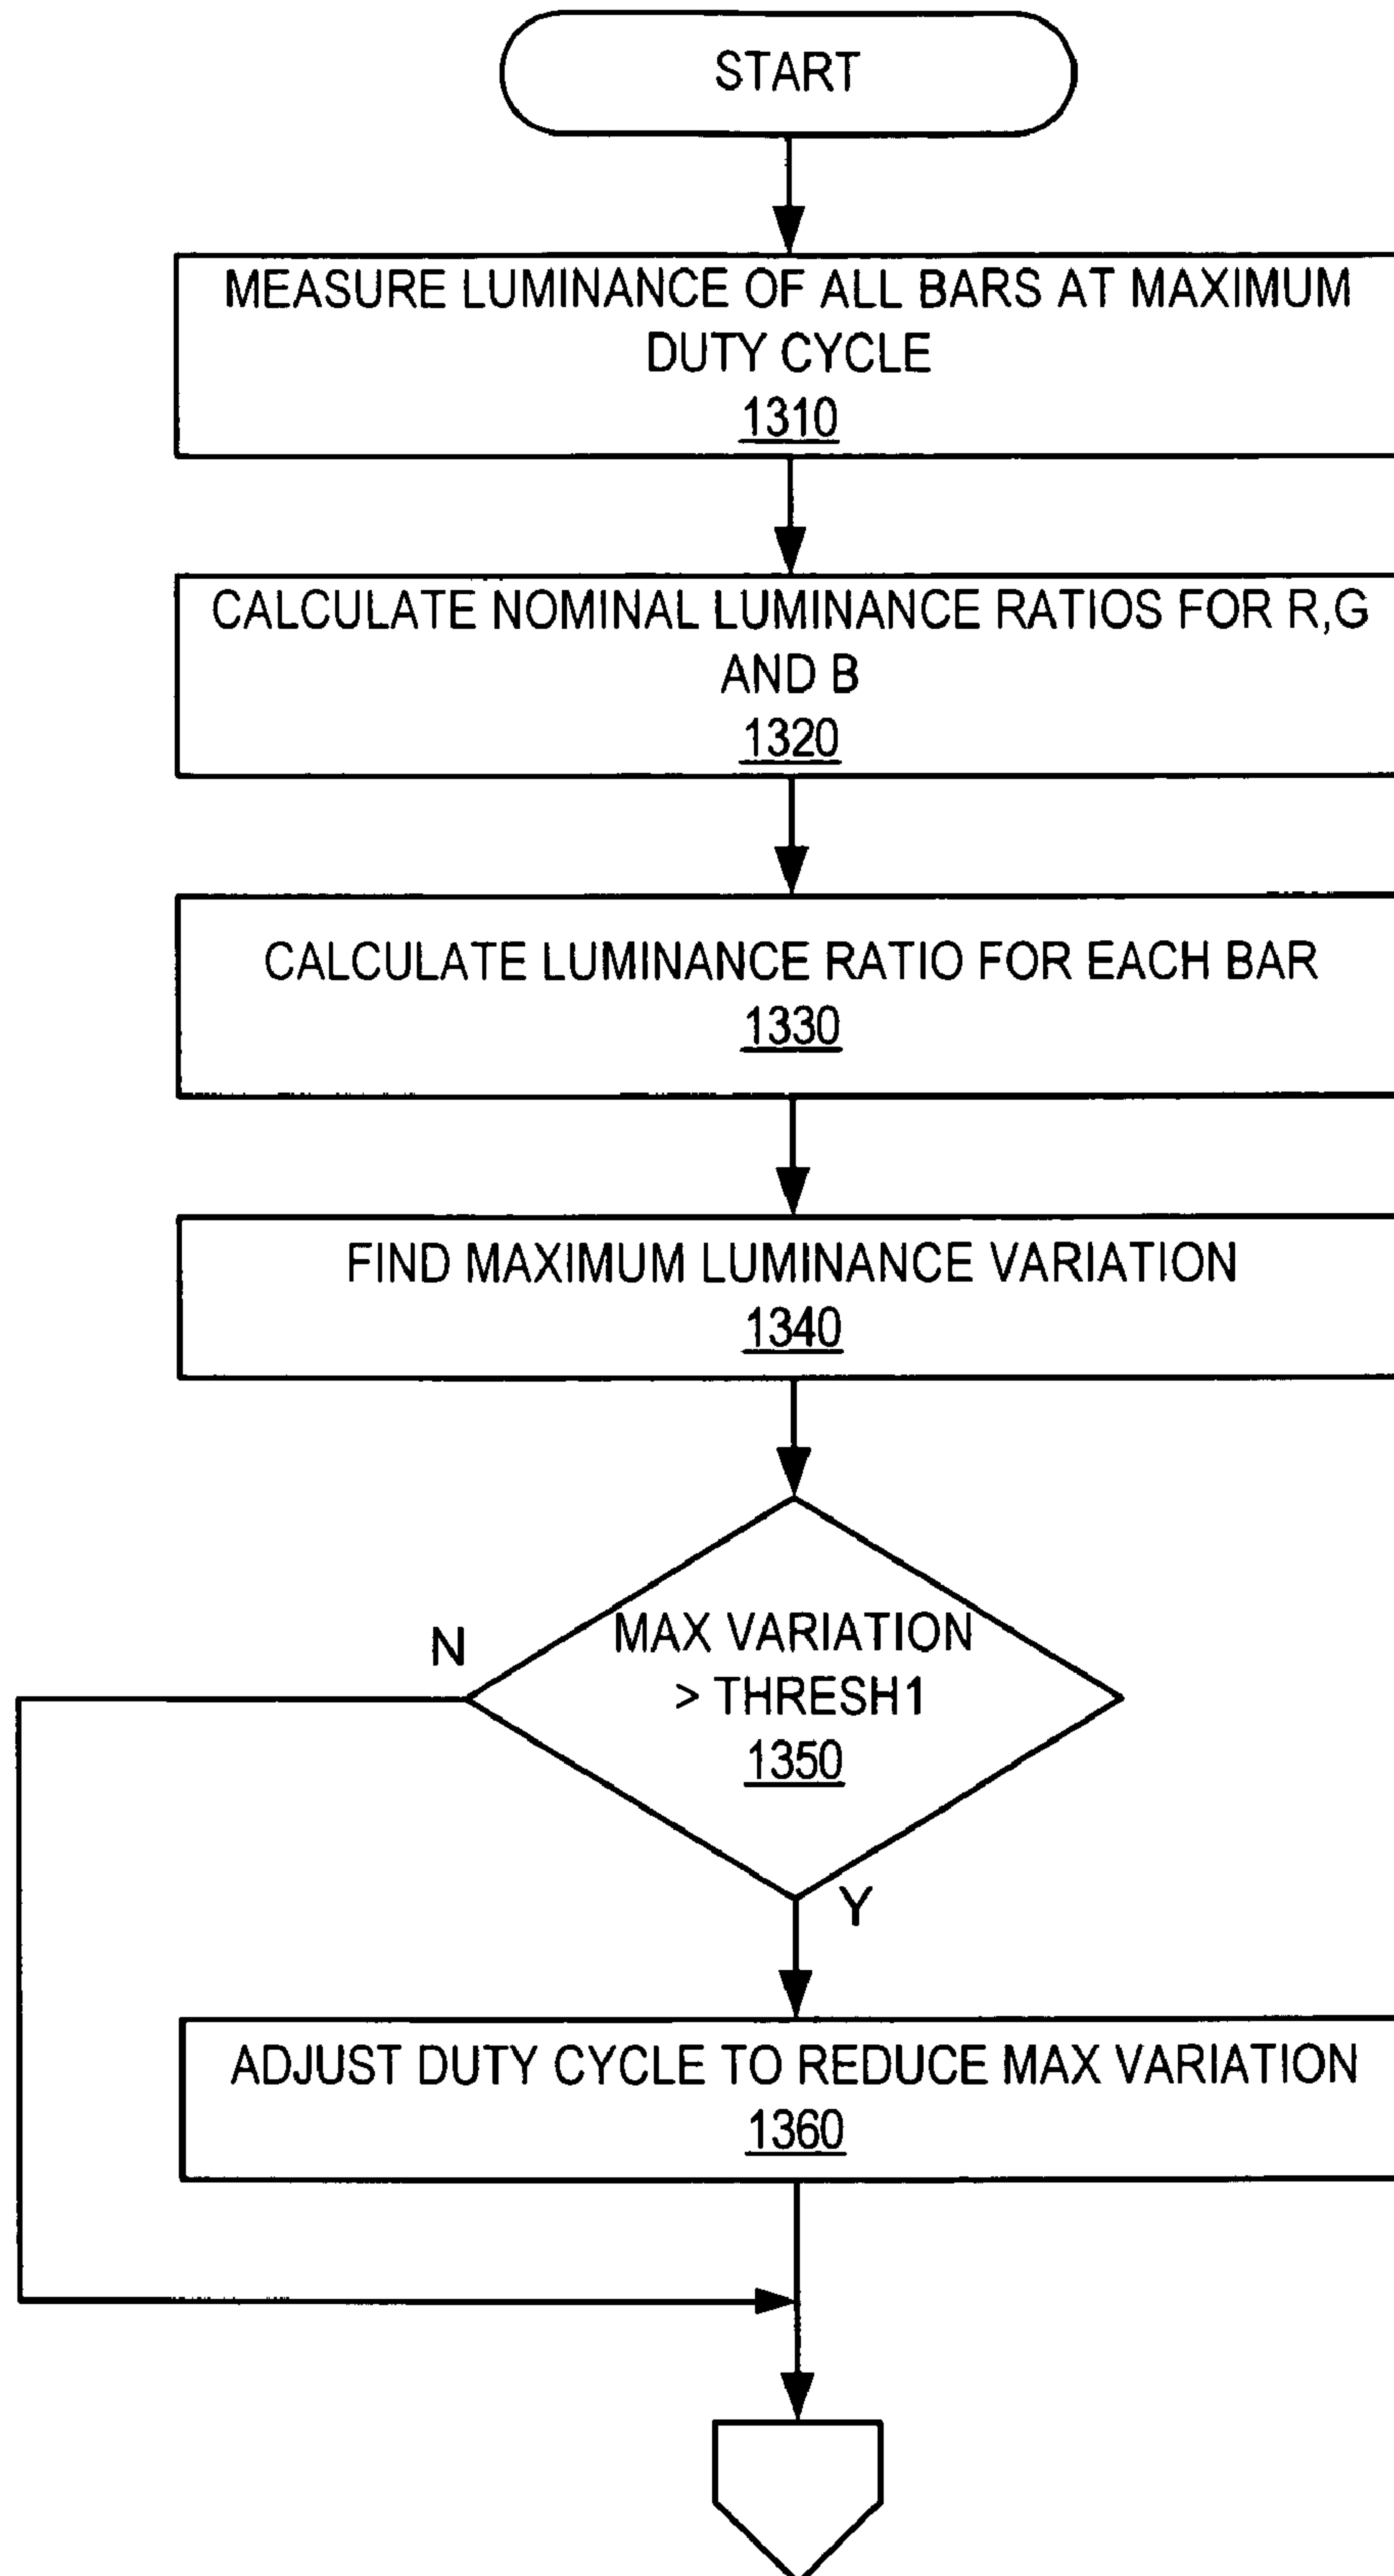 START
MEASURE LUMINANCE OF ALL BARS AT MAXIMUM
DUTY CYCLE
1310
CALCULATE NOMINAL LUMINANCE RATIOS FOR R,G
AND B
1320
CALCULATE LUMINANCE RATIO FOR EACH BAR
1330
FIND MAXIMUM LUMINANCE VARIATION
1340
MAX VARIATION
> THRESH1
1350
N
Y
ADJUST DUTY CYCLE TO REDUCE MAX VARIATION
1360